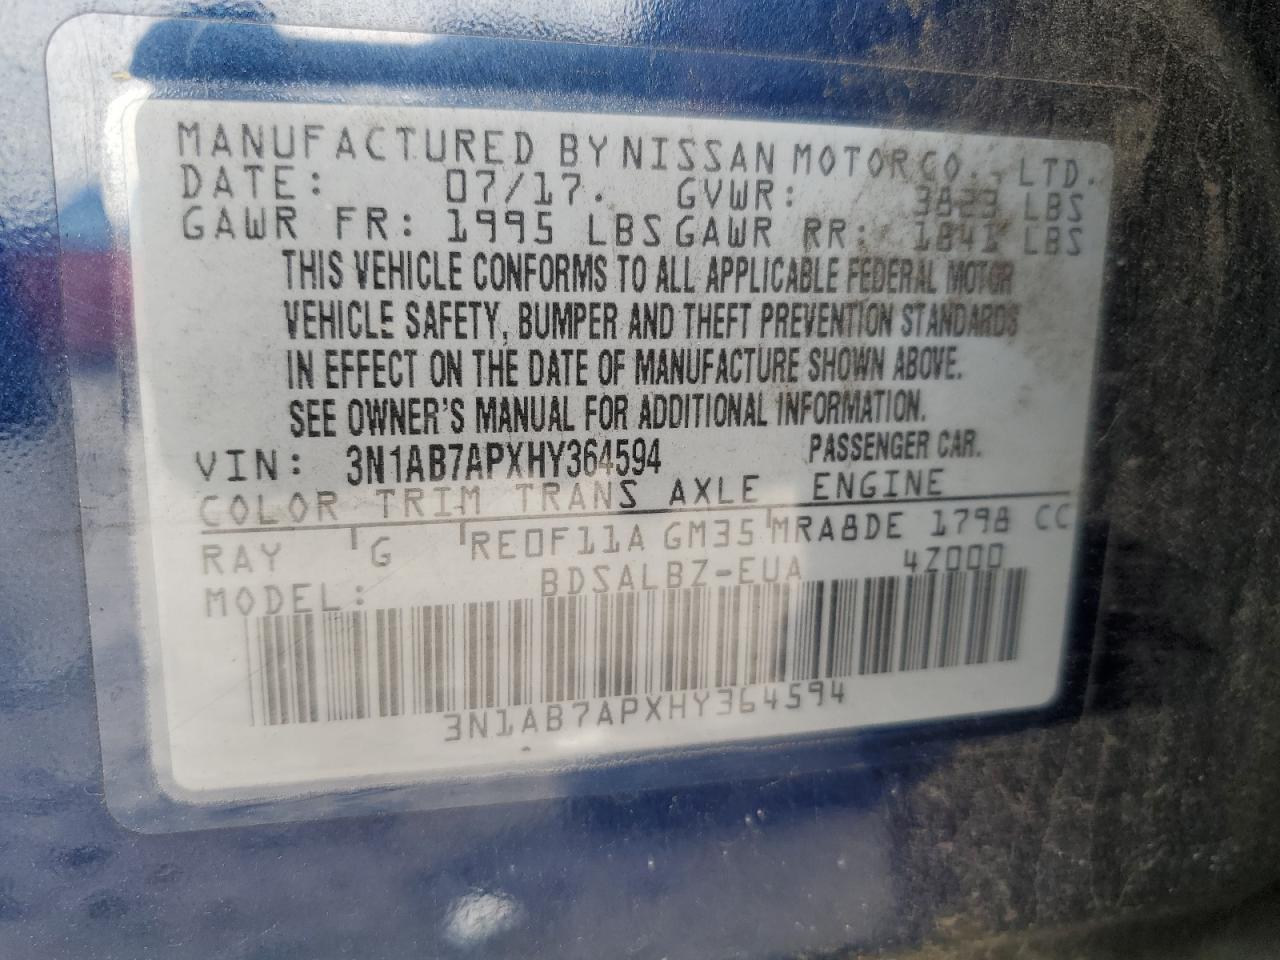 MANUFACTURED BY NISSAN MOTOR CO., LTD.
DATE: 07/17. GVWR: 3823 LBS
GAWR FR: 1995 LBS GAWR RR: 1841 LBS
THIS VEHICLE CONFORMS TO ALL APPLICABLE FEDERAL MOTOR
VEHICLE SAFETY, BUMPER AND THEFT PREVENTION STANDARDS
IN EFFECT ON THE DATE OF MANUFACTURE SHOWN ABOVE.
SEE OWNER'S MANUAL FOR ADDITIONAL INFORMATION.
VIN: 3N1AB7APXHY364594 PASSENGER CAR.
COLOR TRIM TRANS AXLE ENGINE
RAY G RE0F11A GM35 MRA8DE 1798 CC
MODEL: BDSALBZ-EUA 4Z000
3N1AB7APXHY364594